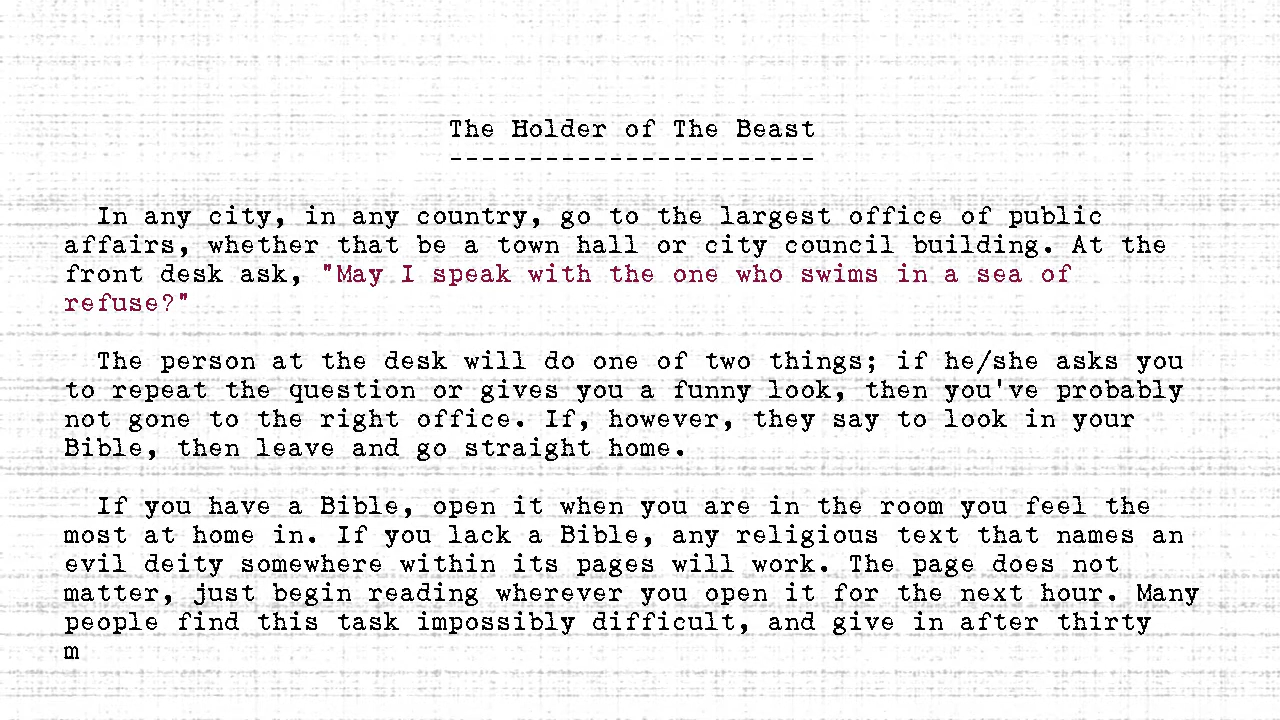 The Holder of The Beast
-----------------------
In any city, in any country, go to the largest office of public
affairs, whether that be a town hall or city council building. At the
front desk ask, "May I speak with the one who swims in a sea of
refuse?"
The person at the desk will do one of two things; if he/she asks you
to repeat the question or gives you a funny look, then you've probably
not gone to the right office. If, however, they say to look in your
Bible, then leave and go straight home.
If you have a Bible, open it when you are in the room you feel the
most at home in. If you lack a Bible, any religious text that names an
evil deity somewhere within its pages will work. The page does not
matter, just begin reading wherever you open it for the next hour. Many
people find this task impossibly difficult, and give in after thirty
m